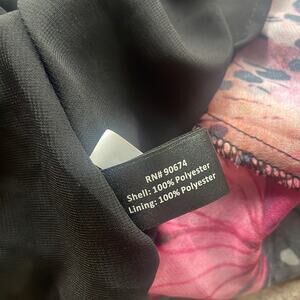 RN# 90674
Shell: 100% Polyester
Lining: 100% Polyester